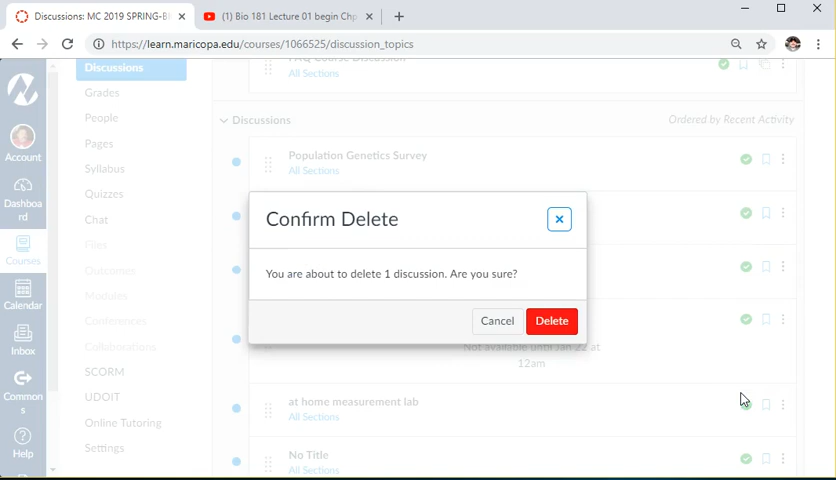 Discussions: MC 2019 SPRING-BI
(1) Bio 181 Lecture 01 begin Chp
https://learn.maricopa.edu/courses/1066525/discussion_topics
Account
Dashboa
rd
Courses
Calendar
Inbox
Common
s
Help
Discussions
Grades
People
Pages
Syllabus
Quizzes
Chat
Files
Outcomes
Modules
Conferences
Collaborations
SCORM
UDOIT
Online Tutoring
Settings
FAQ Course Discussion
All Sections
Discussions
Ordered by Recent Activity
Population Genetics Survey
All Sections
Confirm Delete
You are about to delete 1 discussion. Are you sure?
Cancel
Delete
Not available until Jan 22 at
12am
at home measurement lab
All Sections
No Title
All Sections